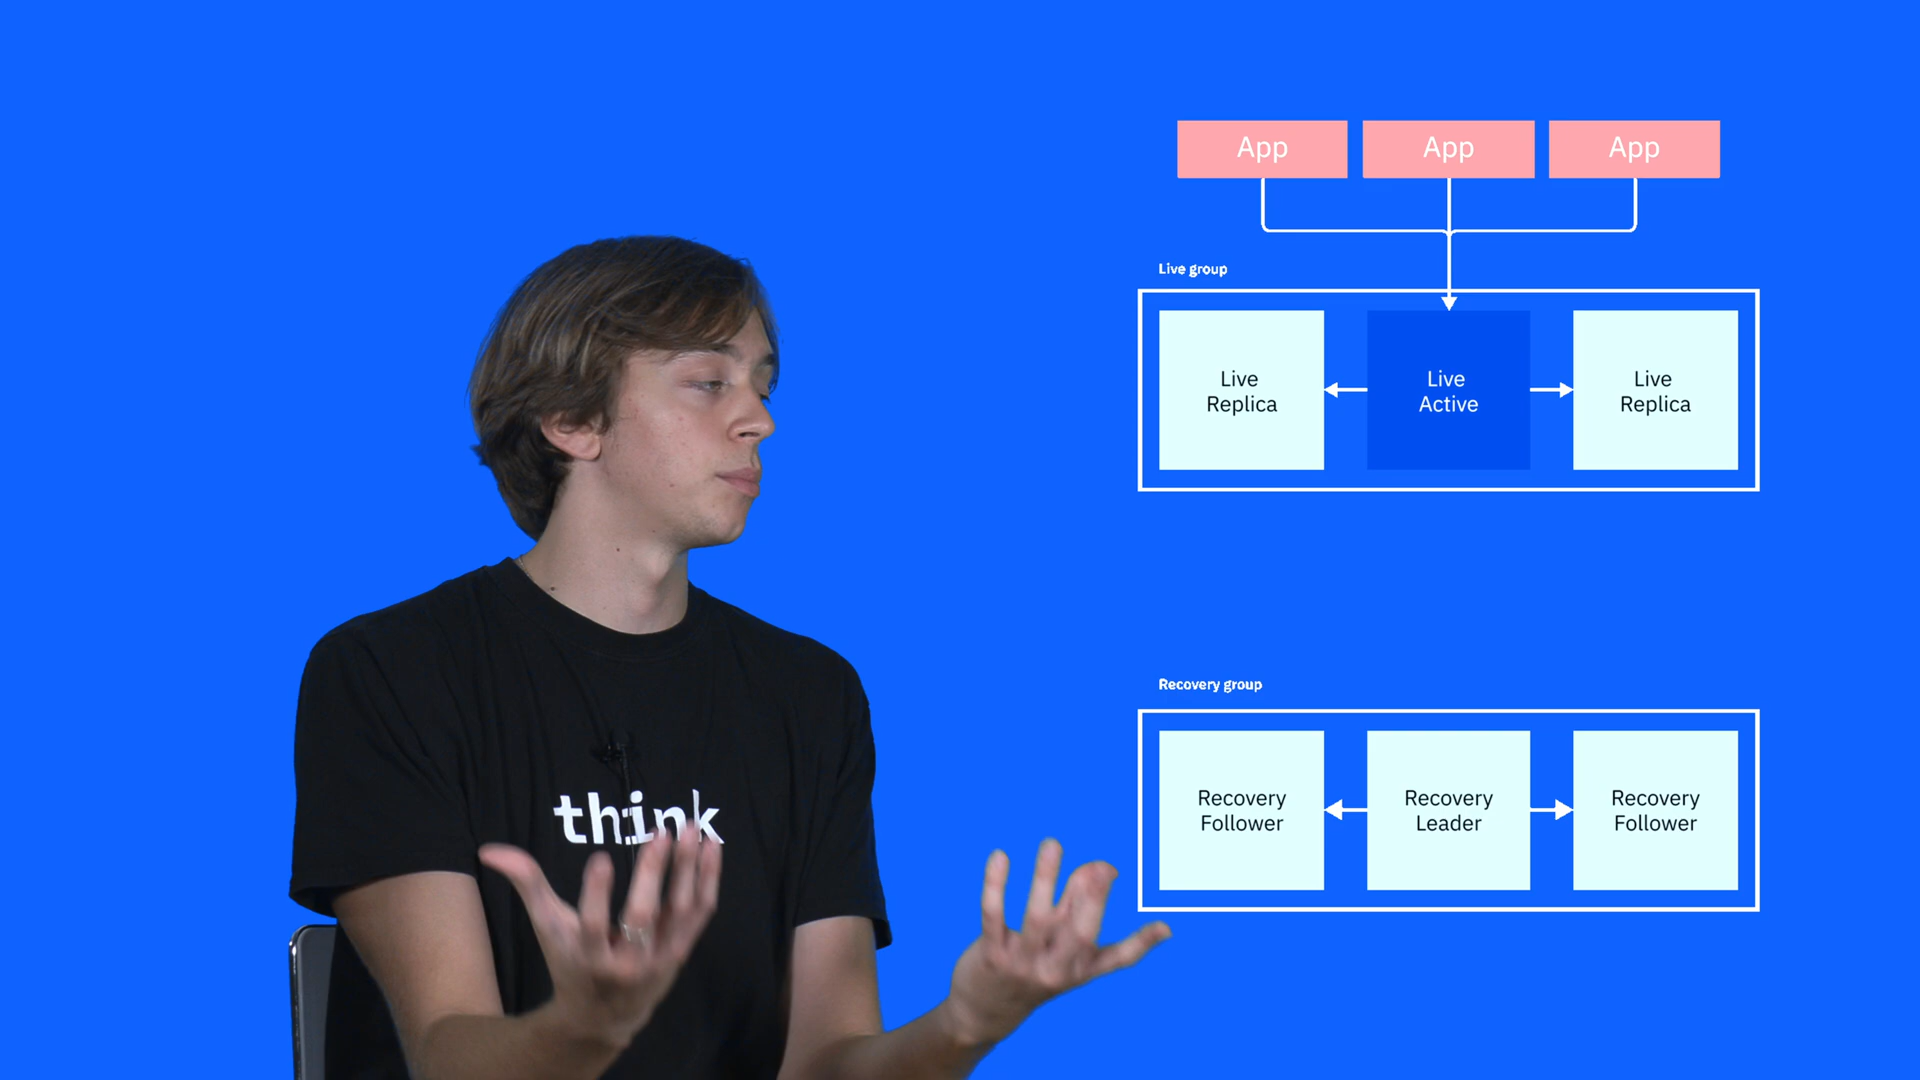 App App App
Live group
Live Replica
Live Active
Live Replica
Recovery group
Recovery Follower
Recovery Leader
Recovery Follower
think